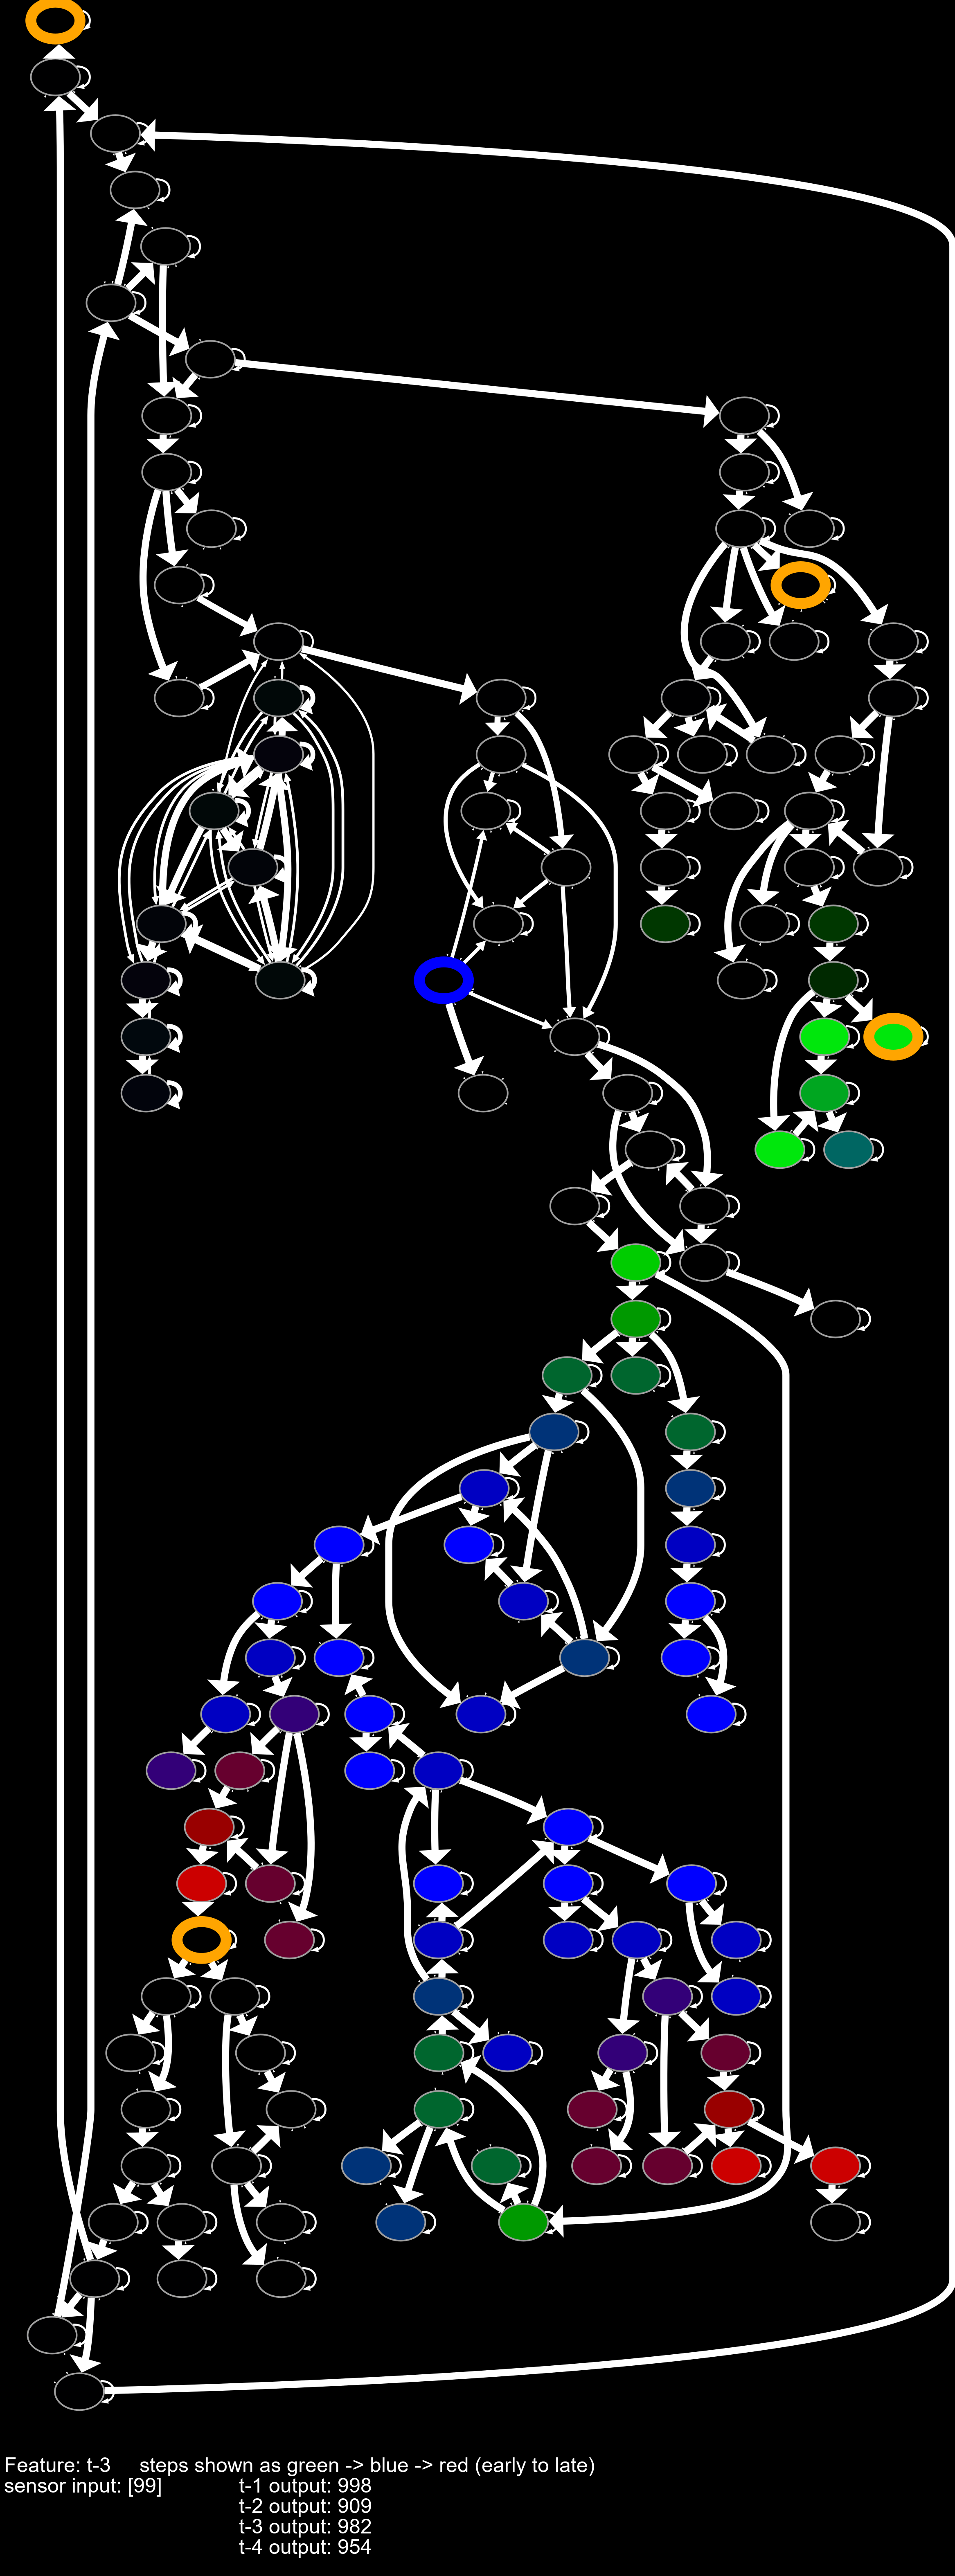 Feature: t-3 steps shown as green -> blue -> red (early to late)
sensor input: [99] t-1 output: 998
t-2 output: 909
t-3 output: 982
t-4 output: 954